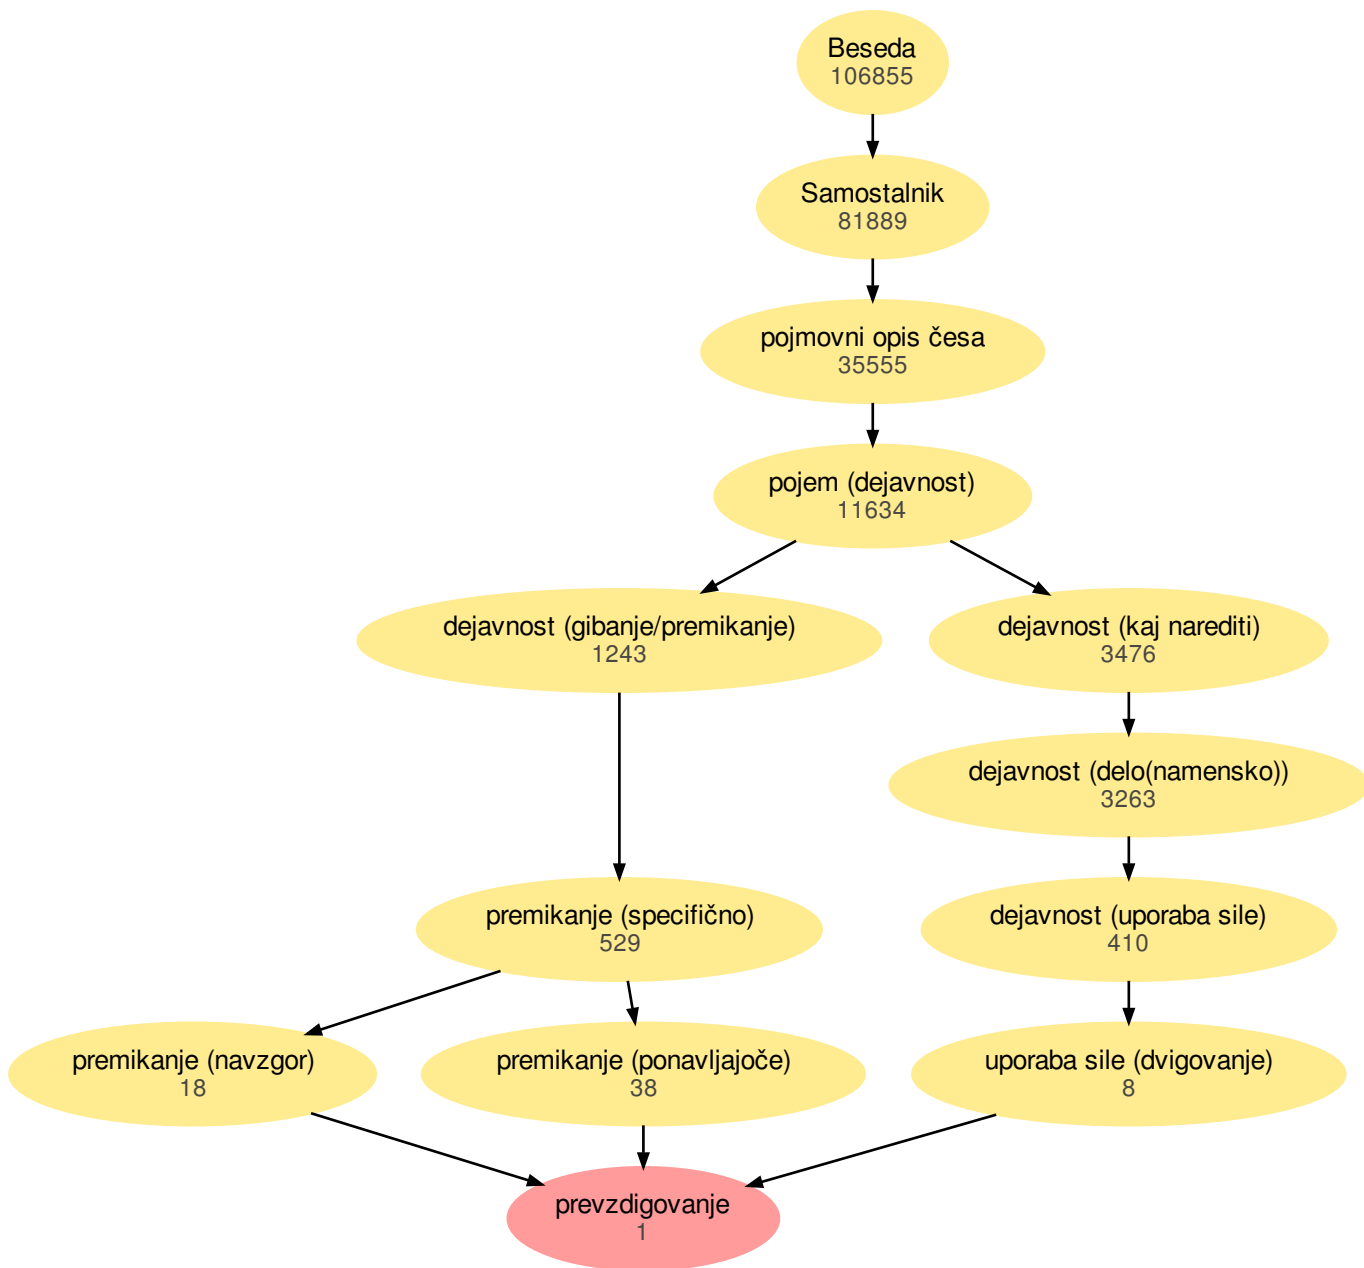 Beseda
106855
Samostalnik
81889
pojmovni opis česa
35555
pojem (dejavnost)
11634
dejavnost (gibanje/premikanje)
1243
dejavnost (kaj narediti)
3476
dejavnost (delo(namensko))
3263
premikanje (specifično)
529
dejavnost (uporaba sile)
410
premikanje (navzgor)
18
premikanje (ponavljajoče)
38
uporaba sile (dvigovanje)
8
prevzdigovanje
1